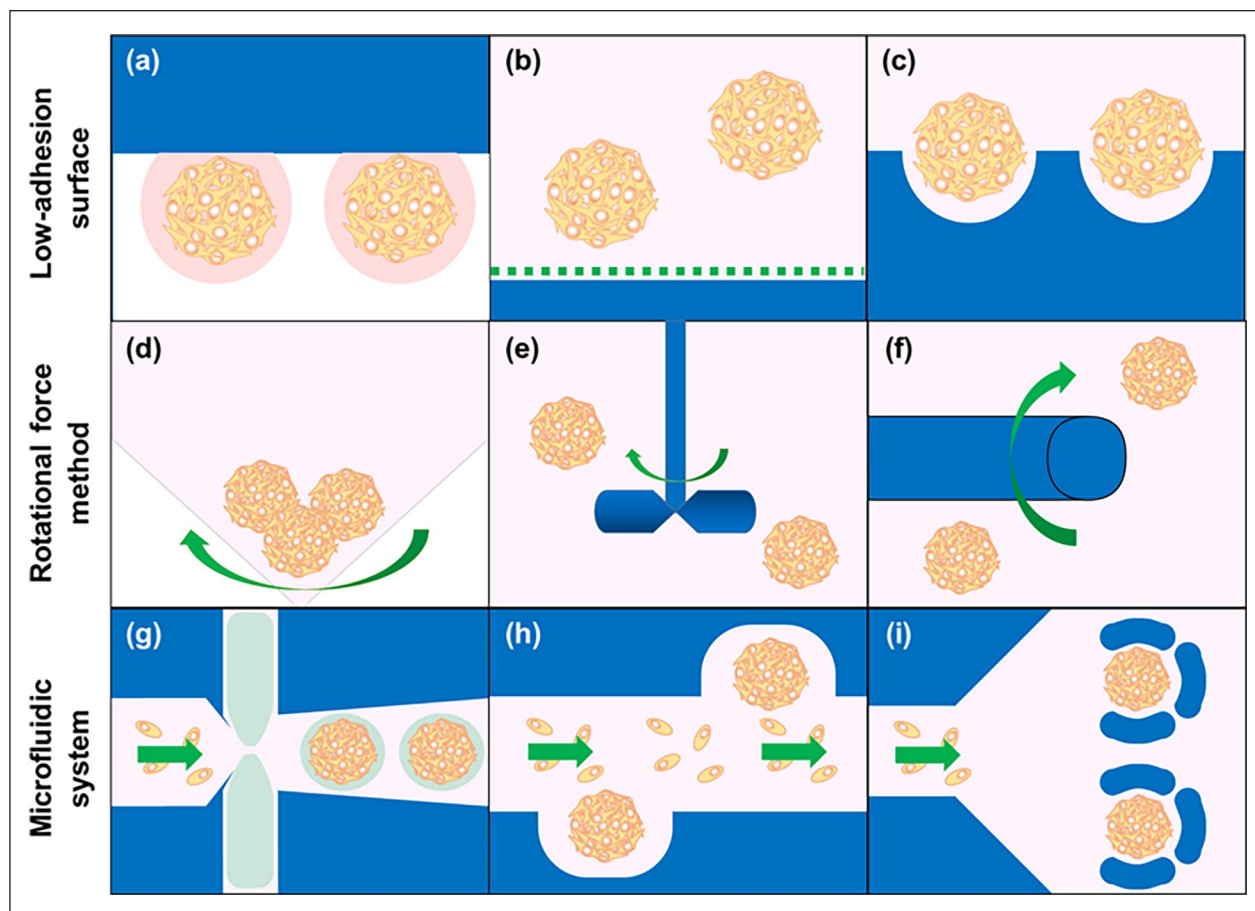 Low-adhesion
surface
(a)
(b)
(c)
Rotational force
method
(d)
(e)
(f)
Microfluidic
system
(g)
(h)
(i)